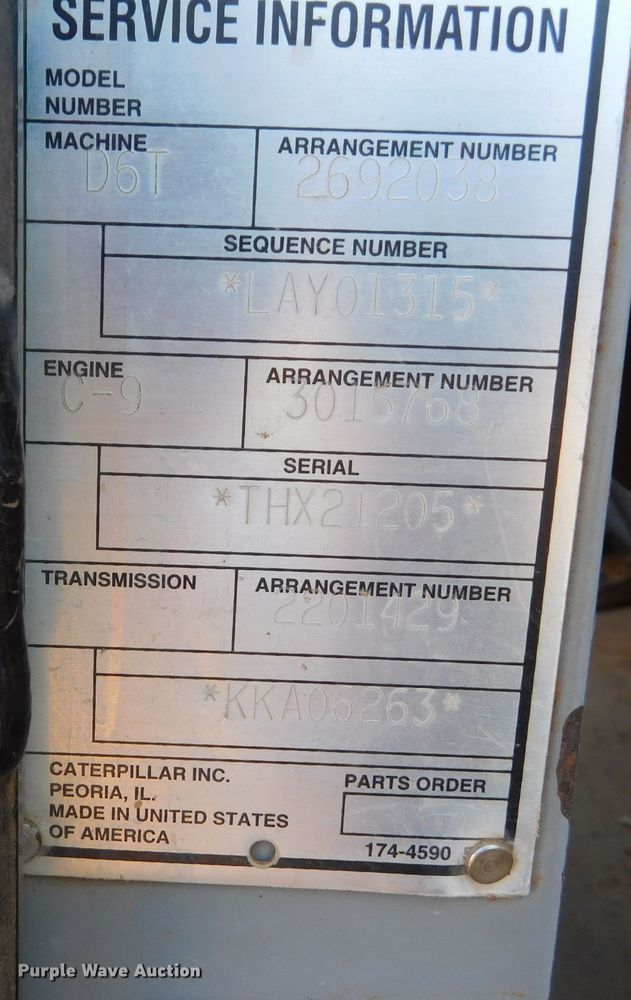 SERVICE INFORMATION
MODEL
NUMBER
MACHINE
D6T
ARRANGEMENT NUMBER
2692038
SEQUENCE NUMBER
*LAY01315*
ENGINE
C-9
ARRANGEMENT NUMBER
3015768
SERIAL
*THX21205*
TRANSMISSION
ARRANGEMENT NUMBER
2201429
*KKA06263*
CATERPILLAR INC.
PEORIA, IL.
MADE IN UNITED STATES
OF AMERICA
PARTS ORDER
174-4590
Purple Wave Auction